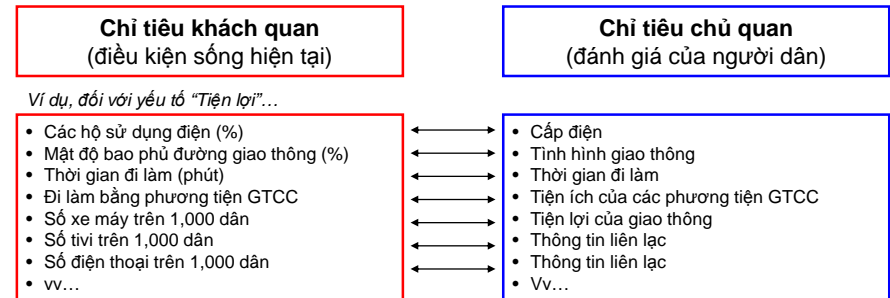 Chỉ tiêu khách quan
(điều kiện sống hiện tại)
Chỉ tiêu chủ quan
(đánh giá của người dân)
Ví dụ, đối với yếu tố “Tiện lợi”…
• Các hộ sử dụng điện (%)
• Mật độ bao phủ đường giao thông (%)
• Thời gian đi làm (phút)
• Đi làm bằng phương tiện GTCC
• Số xe máy trên 1,000 dân
• Số tivi trên 1,000 dân
• Số điện thoại trên 1,000 dân
• vv…
• Cấp điện
• Tình hình giao thông
• Thời gian đi làm
• Tiện ích của các phương tiện GTCC
• Tiện lợi của giao thông
• Thông tin liên lạc
• Thông tin liên lạc
• Vv…